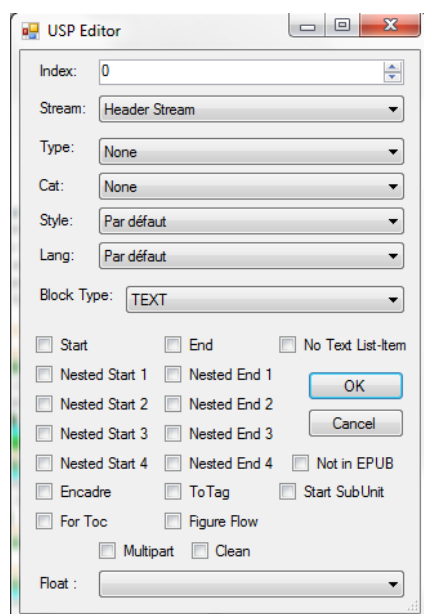 USP Editor
Index: 0
Stream: Header Stream
Type: None
Cat: None
Style: Par défaut
Lang: Par défaut
Block Type: TEXT
Start End No Text List-Item
Nested Start 1 Nested End 1
OK
Nested Start 2 Nested End 2
Cancel
Nested Start 3 Nested End 3
Nested Start 4 Nested End 4 Not in EPUB
Encadre ToTag Start SubUnit
For Toc Figure Flow
Multipart Clean
Float :